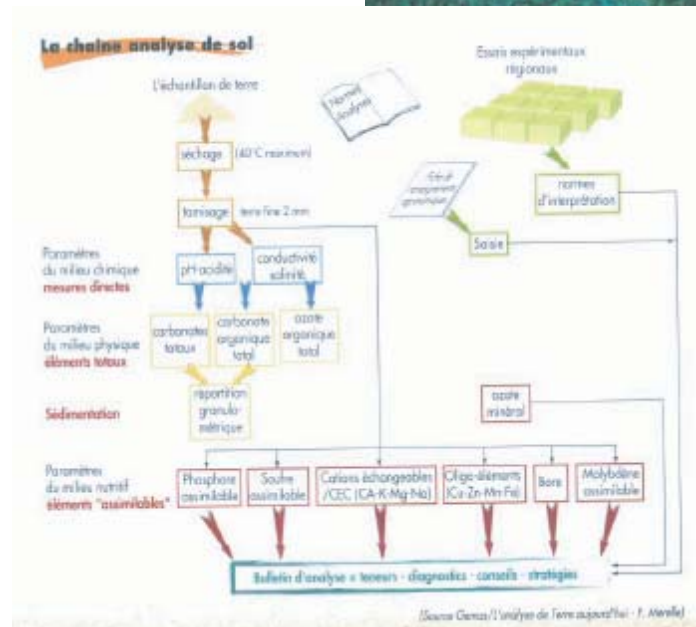 La chaîne analyse de sol
L'échantillon de terre
séchage (40°C minimum)
tamisage terre fine 2 mm
Normes
Analyses
Essais expérimentaux
régionaux
normes
d'interprétation
Saisie
Paramètres
du milieu chimique
mesures directes
pH-acidité
conductivité
salinité
Paramètres
du milieu physique
éléments totaux
carbonates
totaux
carbonate
organique
total
azote
organique
total
Sédimentation
répartition
granulo-
métrique
azote
minéral
Paramètres
du milieu nutritif
éléments "assimilables"
Phosphore
assimilable
Soufre
assimilable
Cations échangeables
/CEC (CA-K-Mg-Na)
Oligo-éléments
(Cu-Zn-Mn-Fe)
Bore
Molybdène
assimilable
Bulletin d'analyse = teneurs - diagnostics - conseils - stratégies
(Source Gemas/L'analyse de Terre aujourd'hui - F. Merelle)